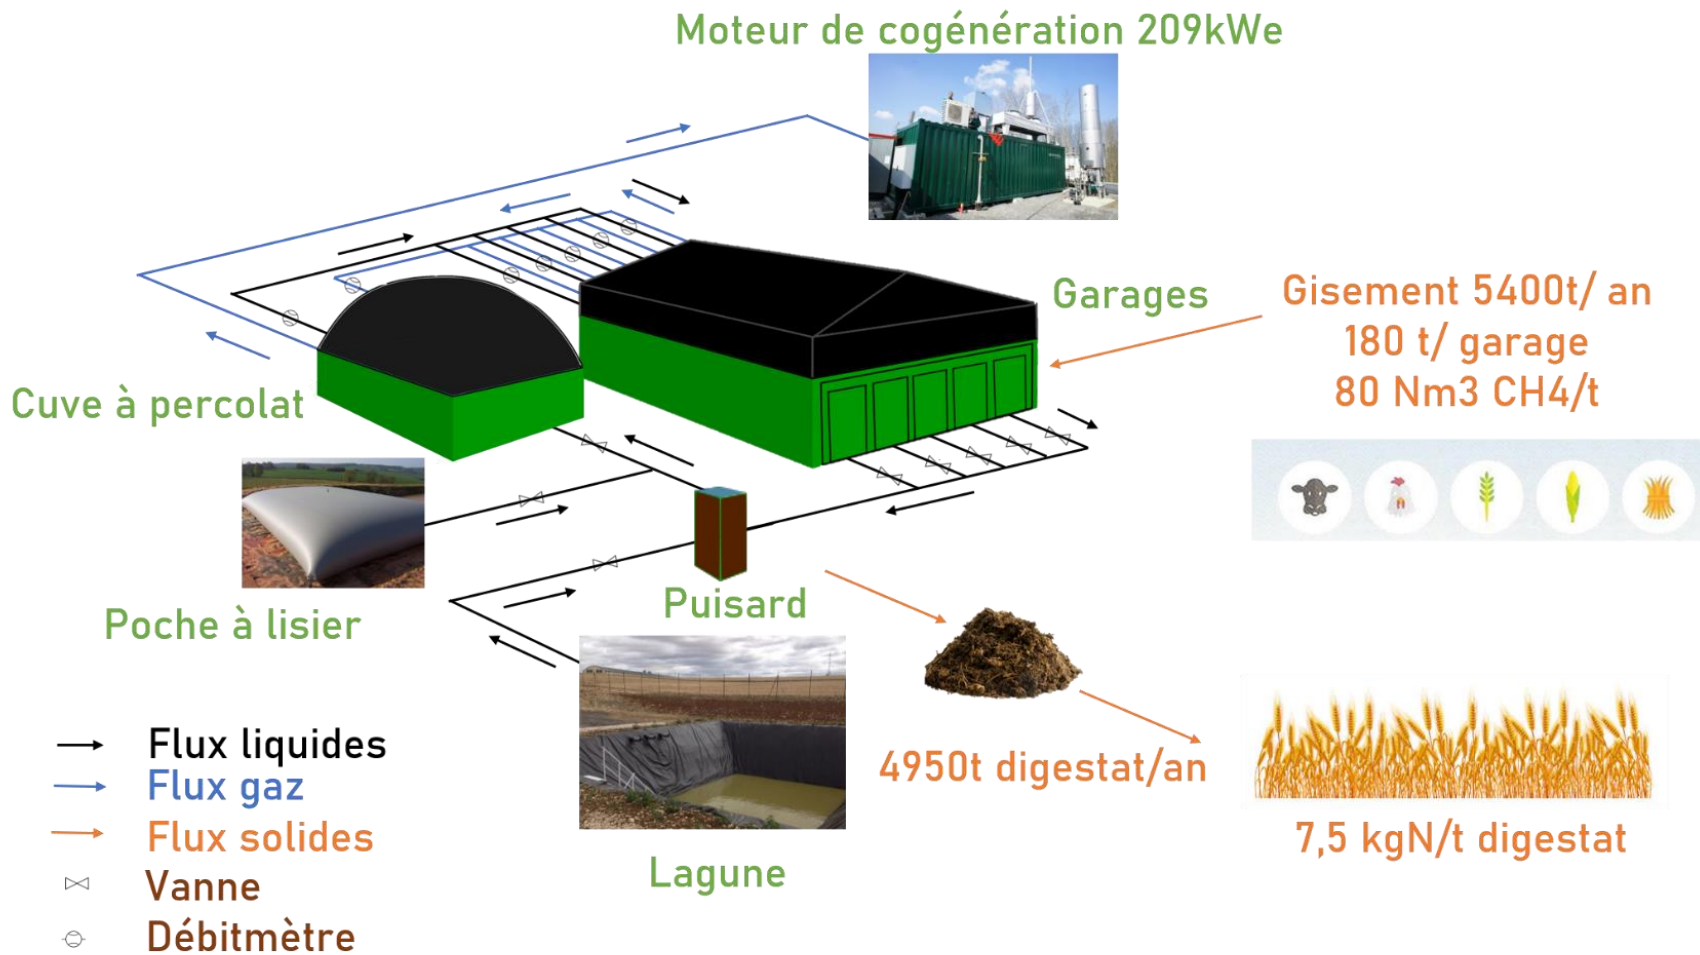 Moteur de cogénération 209kWe
Garages
Gisement 5400t/ an
180 t/ garage
80 Nm3 CH4/t
Cuve à percolat
Poche à lisier
Puisard
Lagune
4950t digestat/an
7,5 kgN/t digestat
Flux liquides
Flux gaz
Flux solides
Vanne
Débitmètre